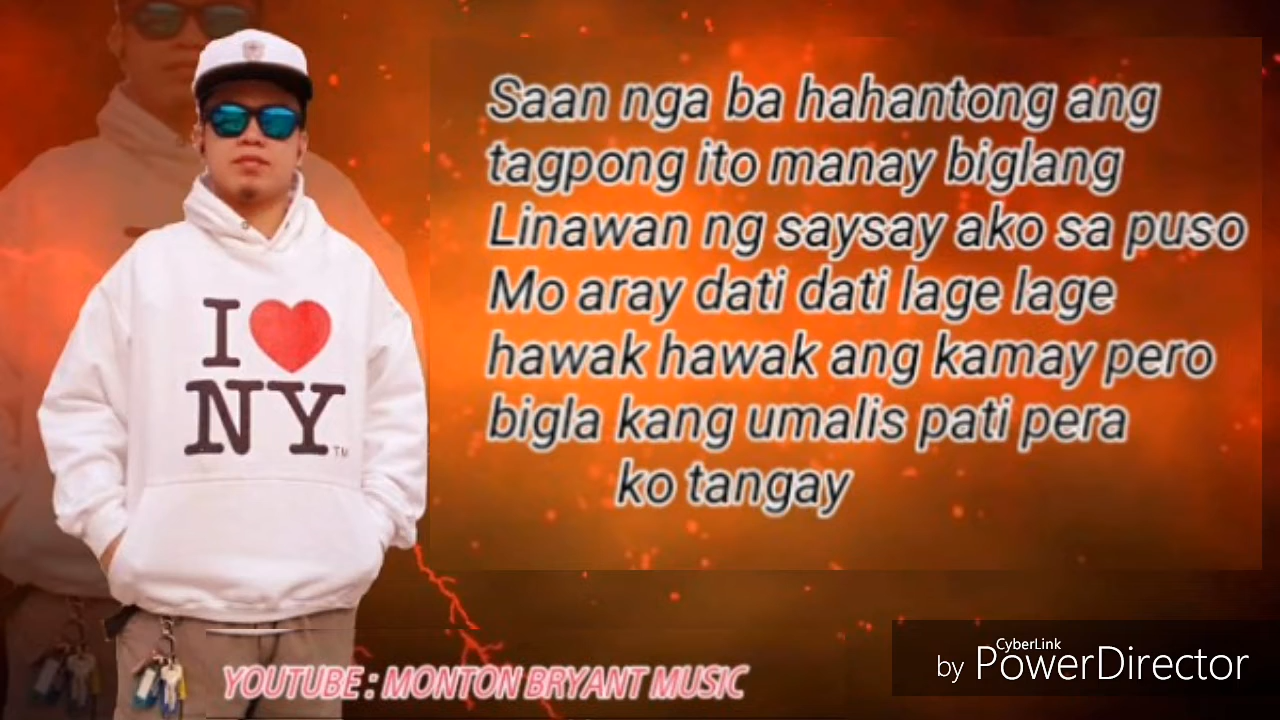 Saan nga ba hahantong ang
tagpong ito manay biglang
Linawan ng saysay ako sa puso
Mo aray dati dati lage lage
hawak hawak ang kamay pero
bigla kang umalis pati pera
ko tangay
I
NY
TM
YOUTUBE : MONTON BRYANT MUSIC
CyberLink
by PowerDirector